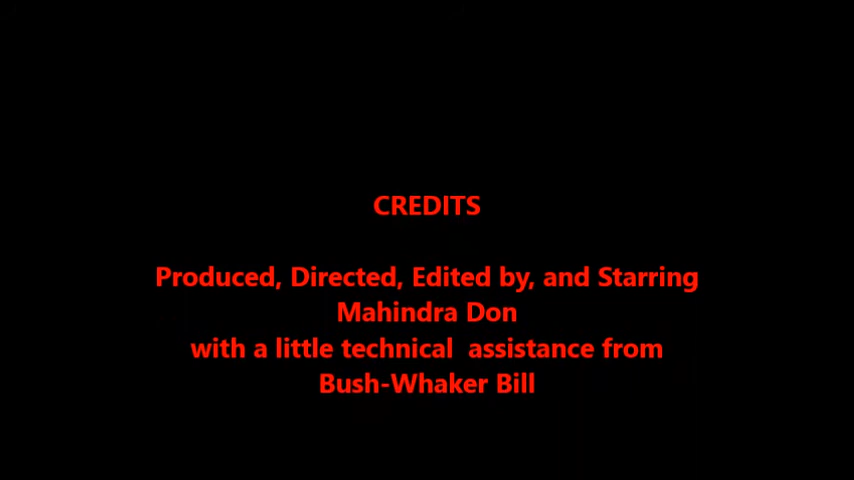 CREDITS
Produced, Directed, Edited by, and Starring
Mahindra Don
with a little technical  assistance from
Bush-Whaker Bill